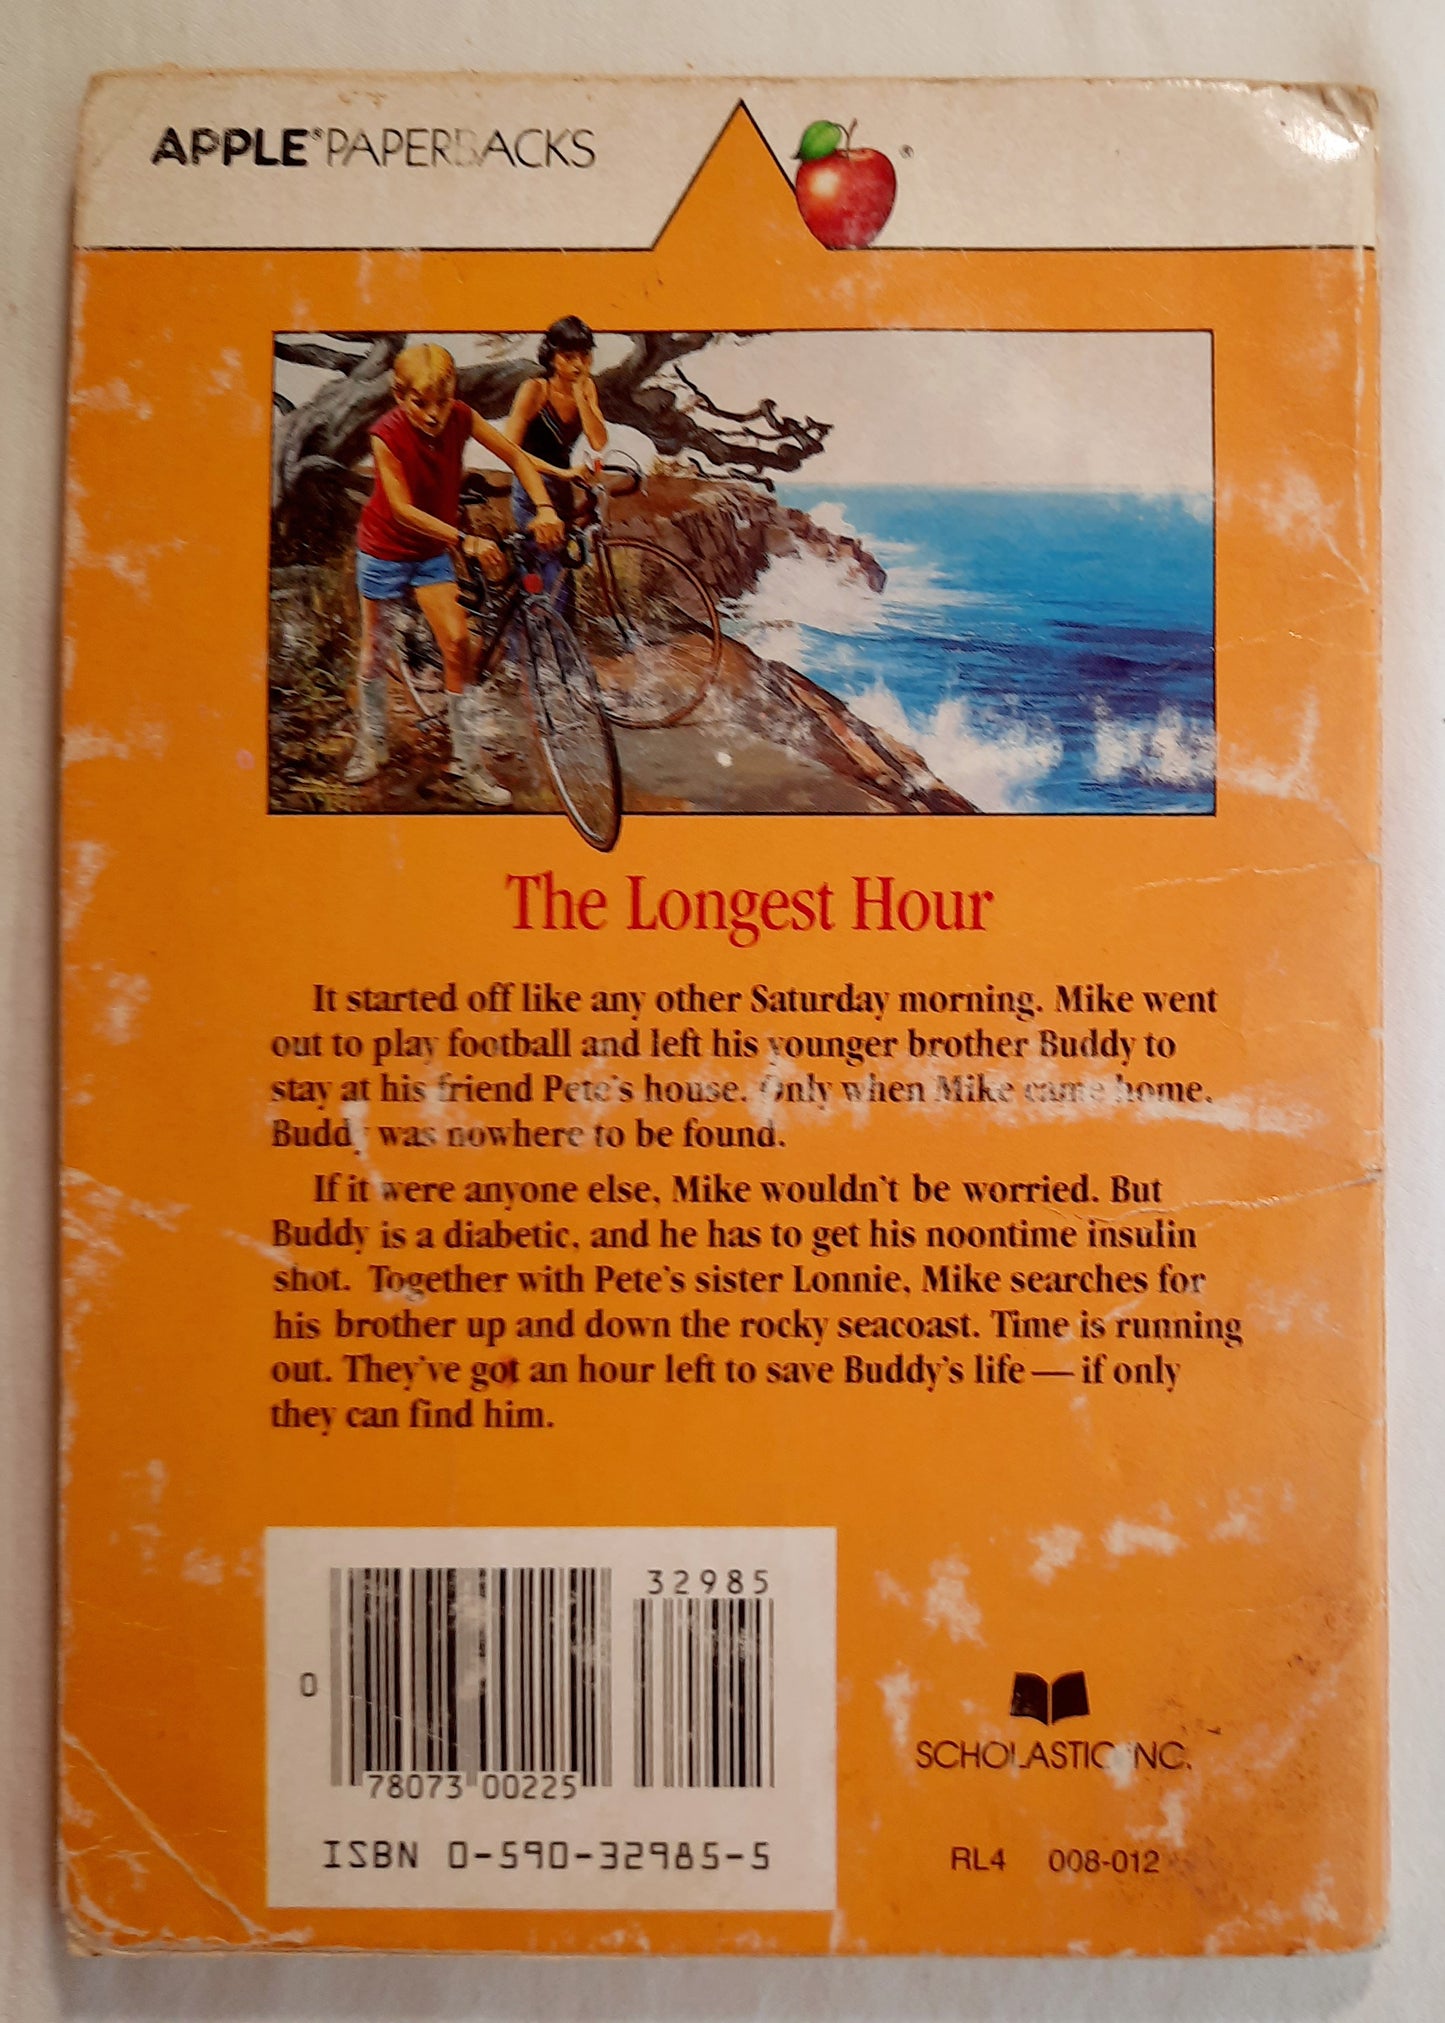 APPLE® PAPERBACKS
®
The Longest Hour
It started off like any other Saturday morning. Mike went
out to play football and left his younger brother Buddy to
stay at his friend Pete's house. Only when Mike came home,
Buddy was nowhere to be found.
If it were anyone else, Mike wouldn't be worried. But
Buddy is a diabetic, and he has to get his noontime insulin
shot. Together with Pete's sister Lonnie, Mike searches for
his brother up and down the rocky seacoast. Time is running
out. They've got an hour left to save Buddy's life — if only
they can find him.
32985
0
78073 00225
ISBN 0-590-32985-5
SCHOLASTIC INC.
RL4 008-012